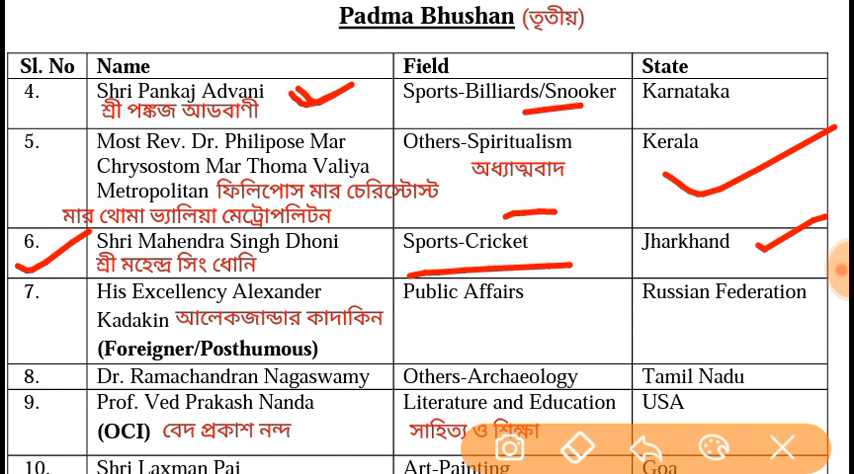 Padma Bhushan (তৃতীয়)
Sl. No Name Field State
4. Shri Pankaj Advani Sports-Billiards/Snooker Karnataka
শ্রী পঙ্কজ আডবাণী
5. Most Rev. Dr. Philipose Mar Others-Spiritualism Kerala
Chrysostom Mar Thoma Valiya অধ্যাত্মবাদ
Metropolitan ফিলিপোস মার চেরিস্টোস্ট
মার থোমা ভ্যালিয়া মেট্রোপলিটন
6. Shri Mahendra Singh Dhoni Sports-Cricket Jharkhand
শ্রী মহেন্দ্র সিং ধোনি
7. His Excellency Alexander Public Affairs Russian Federation
Kadakin আলেকজান্ডার কাদাকিন
(Foreigner/Posthumous)
8. Dr. Ramachandran Nagaswamy Others-Archaeology Tamil Nadu
9. Prof. Ved Prakash Nanda Literature and Education USA
(OCI) বেদ প্রকাশ নন্দ সাহিত্য ও শিক্ষা
10. Shri Laxman Pai Art-Painting Goa